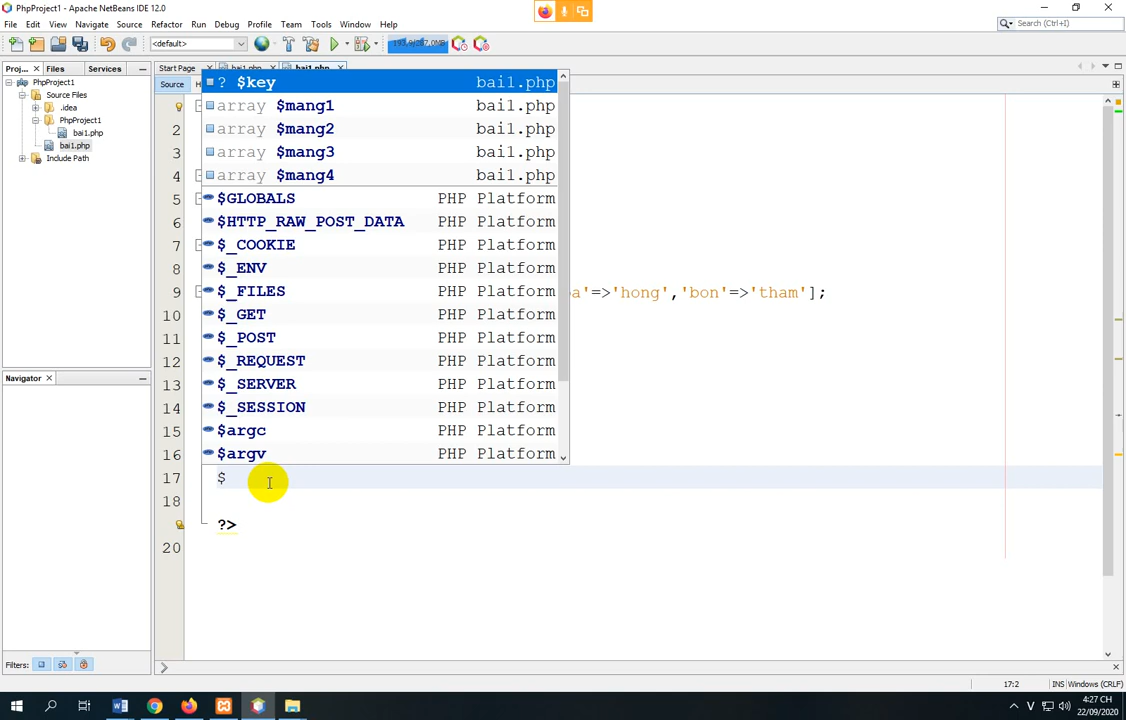 PhpProject1 - Apache NetBeans IDE 12.0
File Edit View Navigate Source Refactor Run Debug Profile Team Tools Window Help
Search (Ctrl+I)
<default>
Proj... Files Services
Start Page bai1.php bai1.php
PhpProject1
Source Files
.idea
PhpProject1
bai1.php
bai1.php
Include Path
Source
? $key bai1.php
array $mang1 bai1.php
array $mang2 bai1.php
array $mang3 bai1.php
array $mang4 bai1.php
$GLOBALS PHP Platform
$HTTP_RAW_POST_DATA PHP Platform
$_COOKIE PHP Platform
$_ENV PHP Platform
$_FILES PHP Platform
$_GET PHP Platform
$_POST PHP Platform
$_REQUEST PHP Platform
$_SERVER PHP Platform
$_SESSION PHP Platform
$argc PHP Platform
$argv PHP Platform
2
3
4
5
6
7
8
9 '=>'hong','bon'=>'tham'];
10
11
12
13
14
15
16
17 $
18
?>
20
Navigator
Filters:
17:2 INS Windows (CRLF)
4:27 CH
22/09/2020